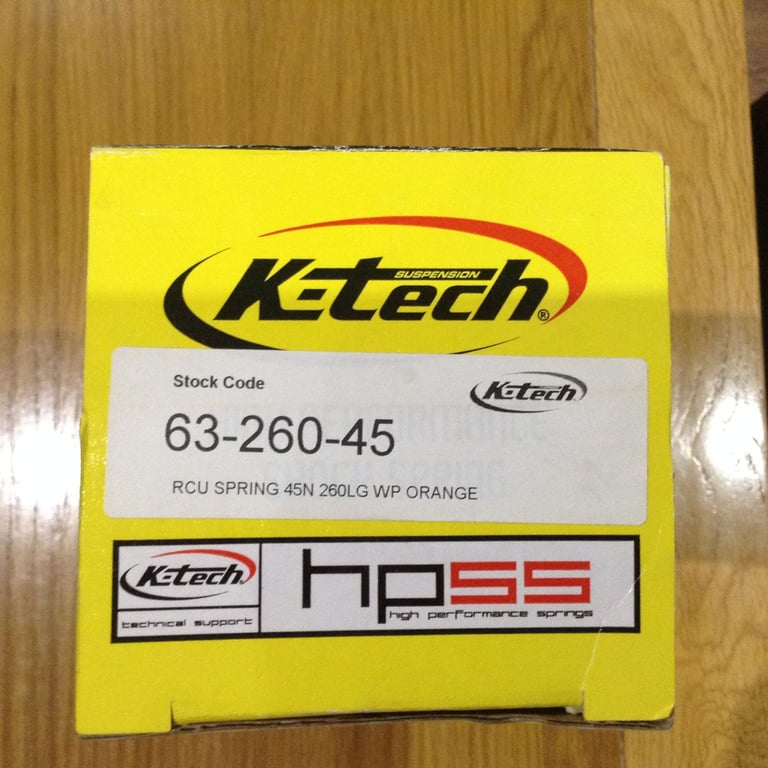 SUSPENSION
K-tech®
Stock Code
K-tech
63-260-45
RCU SPRING 45N 260LG WP ORANGE
K-tech
technical support
hpss
high performance springs